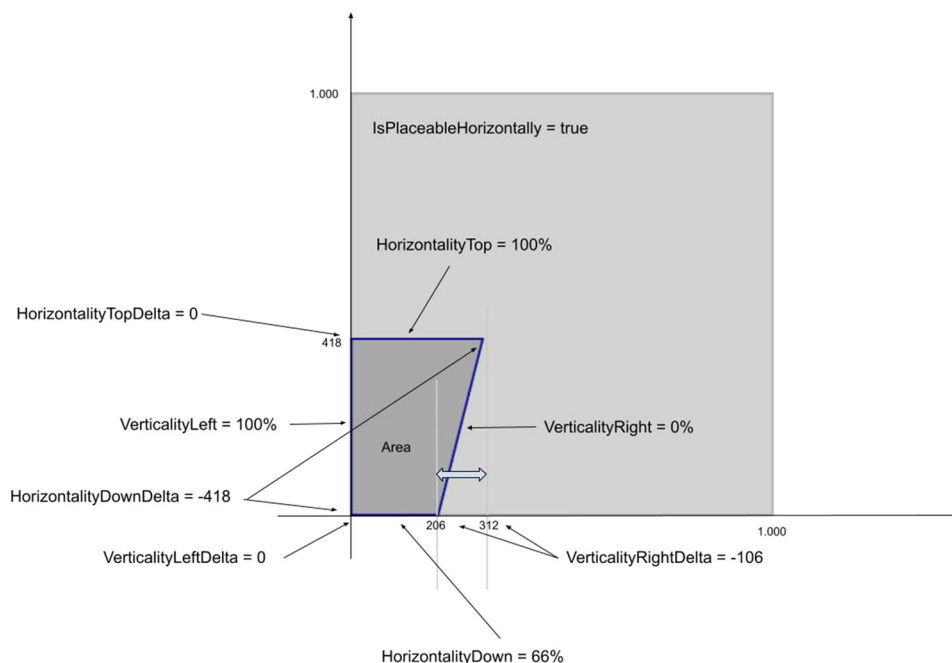 1.000
IsPlaceableHorizontally = true
HorizontalityTop = 100%
HorizontalityTopDelta = 0
418
VerticalityLeft = 100%
VerticalityRight = 0%
Area
HorizontalityDownDelta = -418
206
312
1.000
VerticalityLeftDelta = 0
VerticalityRightDelta = -106
HorizontalityDown = 66%